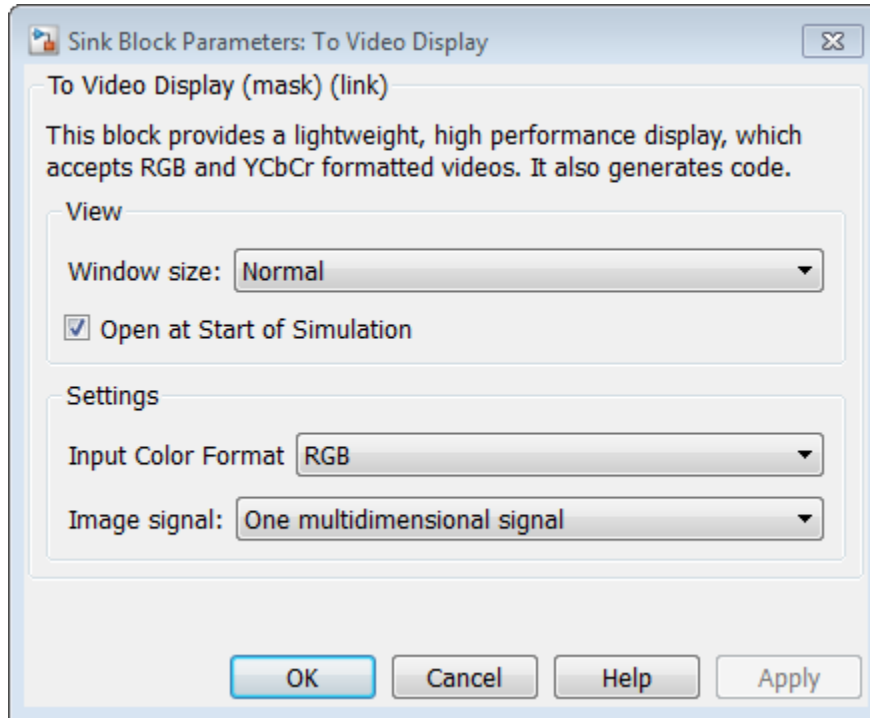 Sink Block Parameters: To Video Display
To Video Display (mask) (link)
This block provides a lightweight, high performance display, which
accepts RGB and YCbCr formatted videos. It also generates code.
View
Window size: Normal
Open at Start of Simulation
Settings
Input Color Format RGB
Image signal: One multidimensional signal
OK Cancel Help Apply